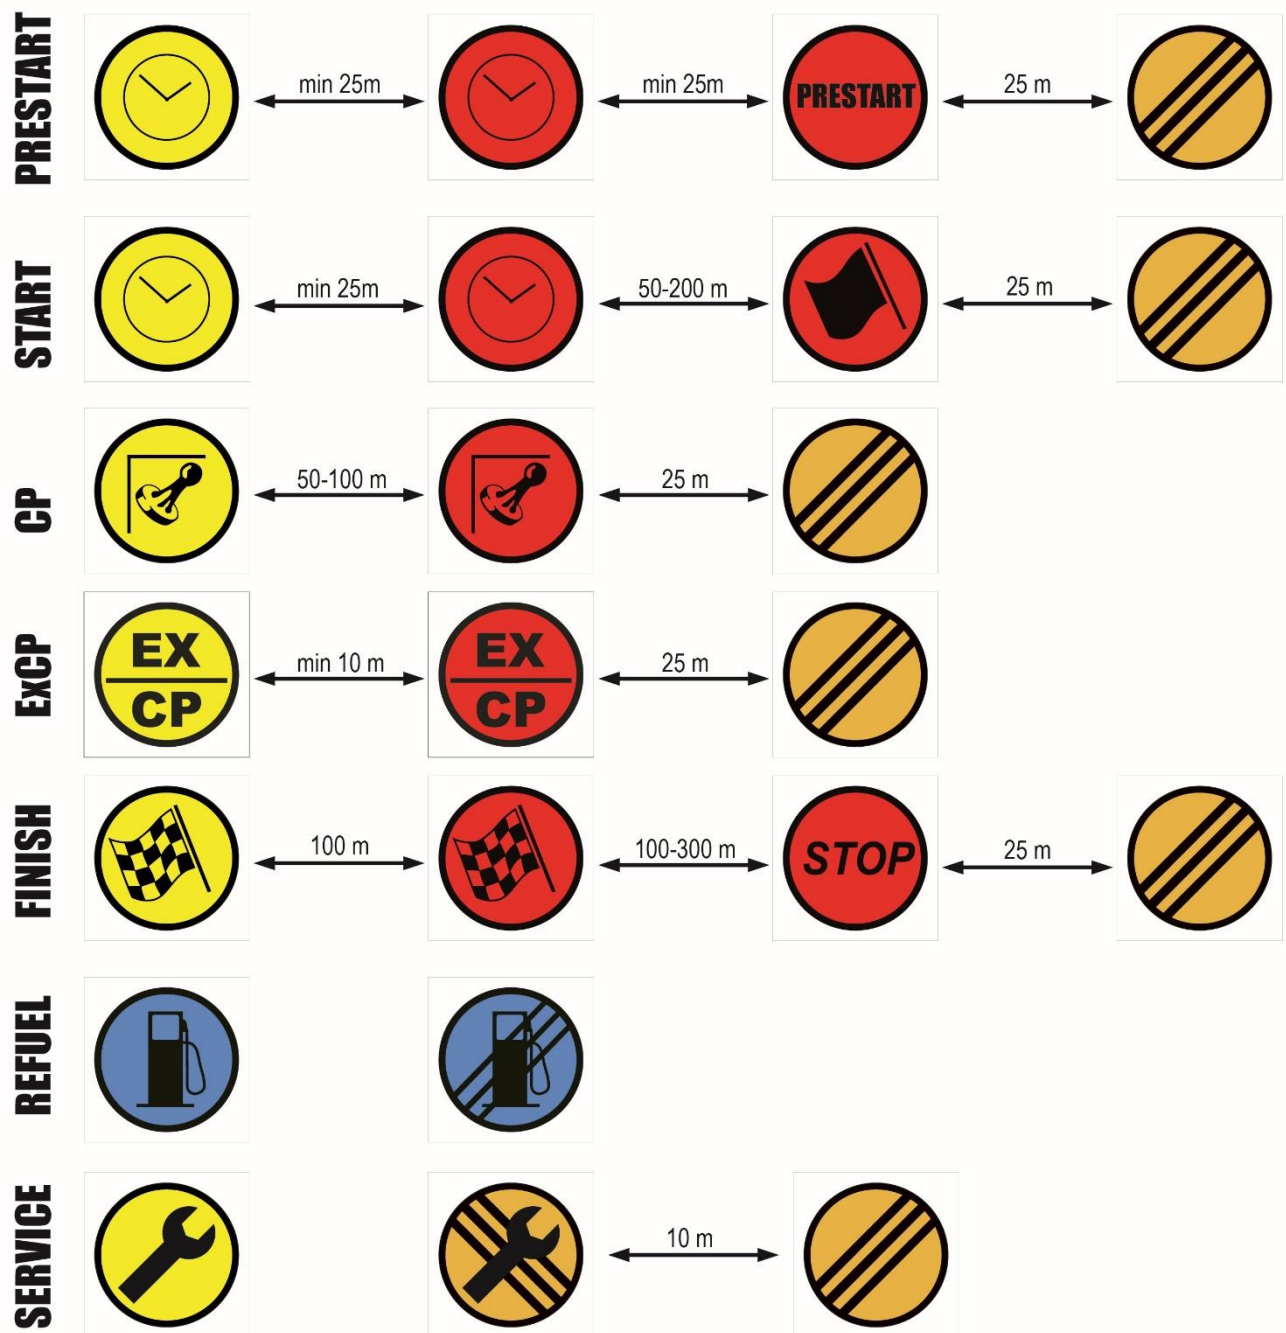 PRESTART
min 25m
min 25m
PRESTART
25 m
START
min 25m
50-200 m
25 m
CP
50-100 m
25 m
ExCP
EX
CP
min 10 m
EX
CP
25 m
FINISH
100 m
100-300 m
STOP
25 m
REFUEL
SERVICE
10 m